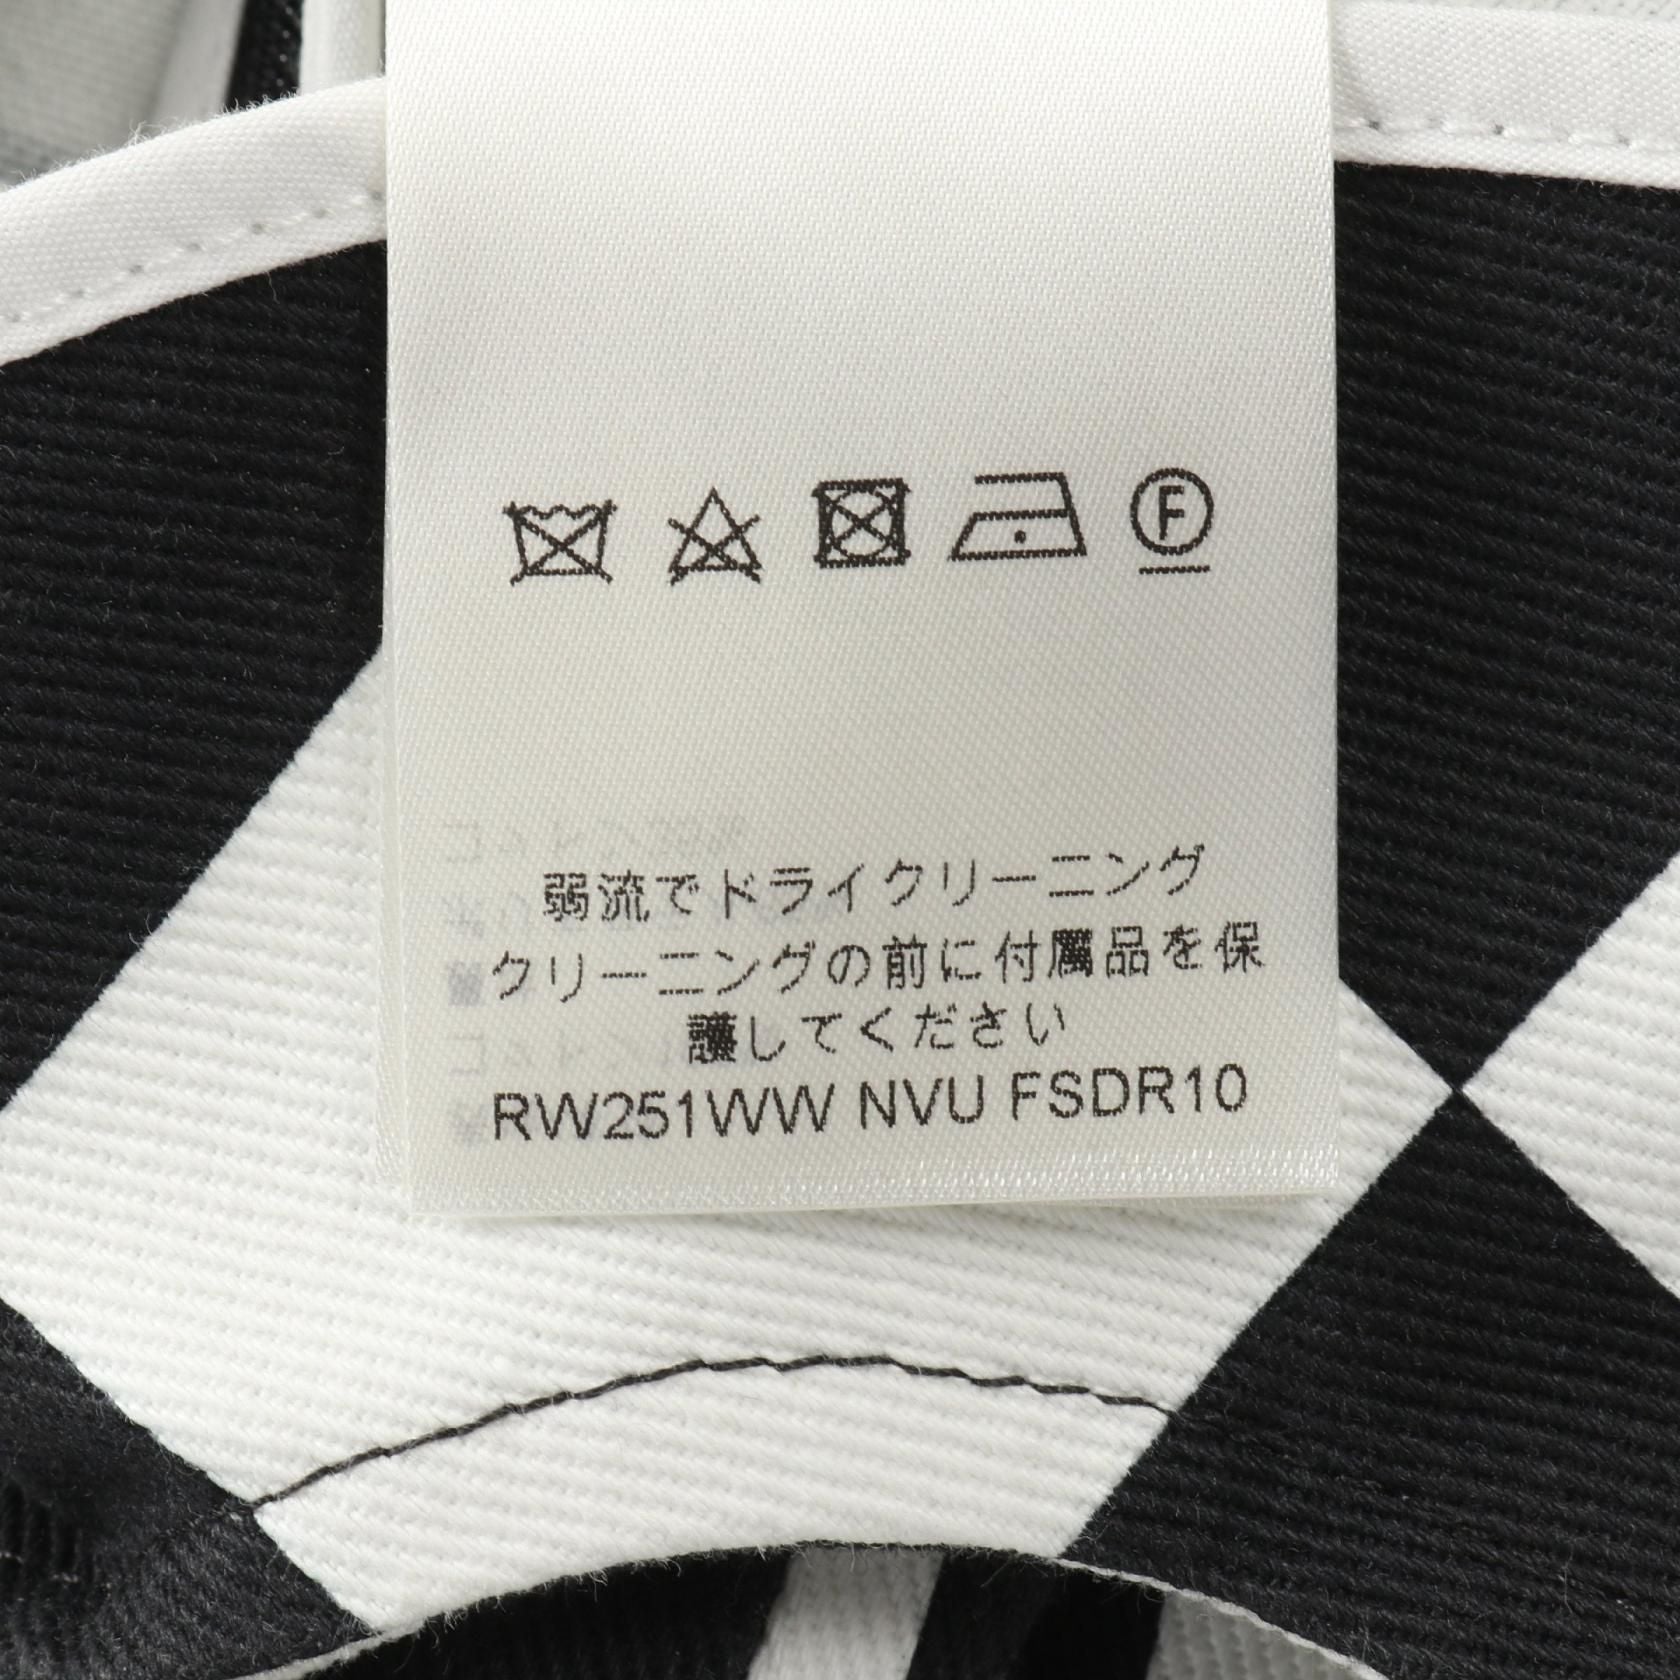 F
弱流でドライクリーニング
クリーニングの前に付属品を保
護してください
RW251WW NVU FSDR10